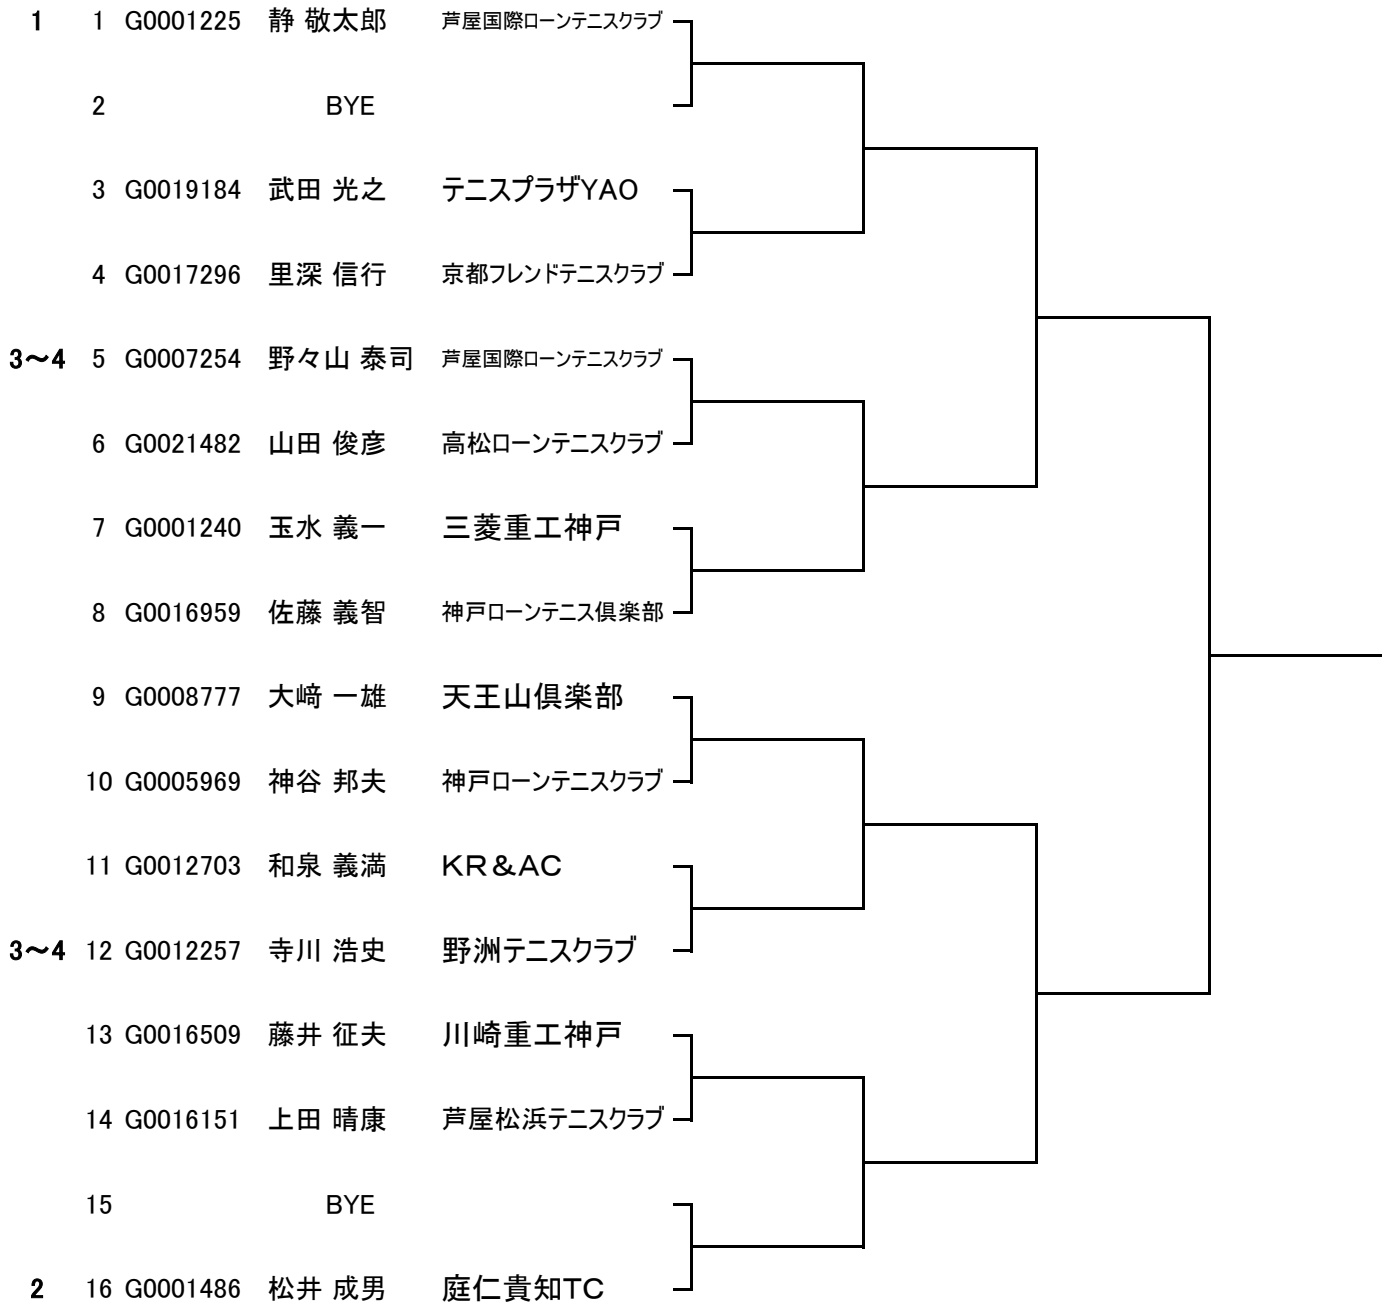 1 1 G0001225 静 敬太郎 芦屋国際ローンテニスクラブ
2 BYE
3 G0019184 武田 光之 テニスプラザYAO
4 G0017296 里深 信行 京都フレンドテニスクラブ
3～4 5 G0007254 野々山 泰司 芦屋国際ローンテニスクラブ
6 G0021482 山田 俊彦 高松ローンテニスクラブ
7 G0001240 玉水 義一 三菱重工神戸
8 G0016959 佐藤 義智 神戸ローンテニス倶楽部
9 G0008777 大﨑 一雄 天王山倶楽部
10 G0005969 神谷 邦夫 神戸ローンテニスクラブ
11 G0012703 和泉 義満 KR＆AC
3～4 12 G0012257 寺川 浩史 野洲テニスクラブ
13 G0016509 藤井 征夫 川崎重工神戸
14 G0016151 上田 晴康 芦屋松浜テニスクラブ
15 BYE
2 16 G0001486 松井 成男 庭仁貴知TC